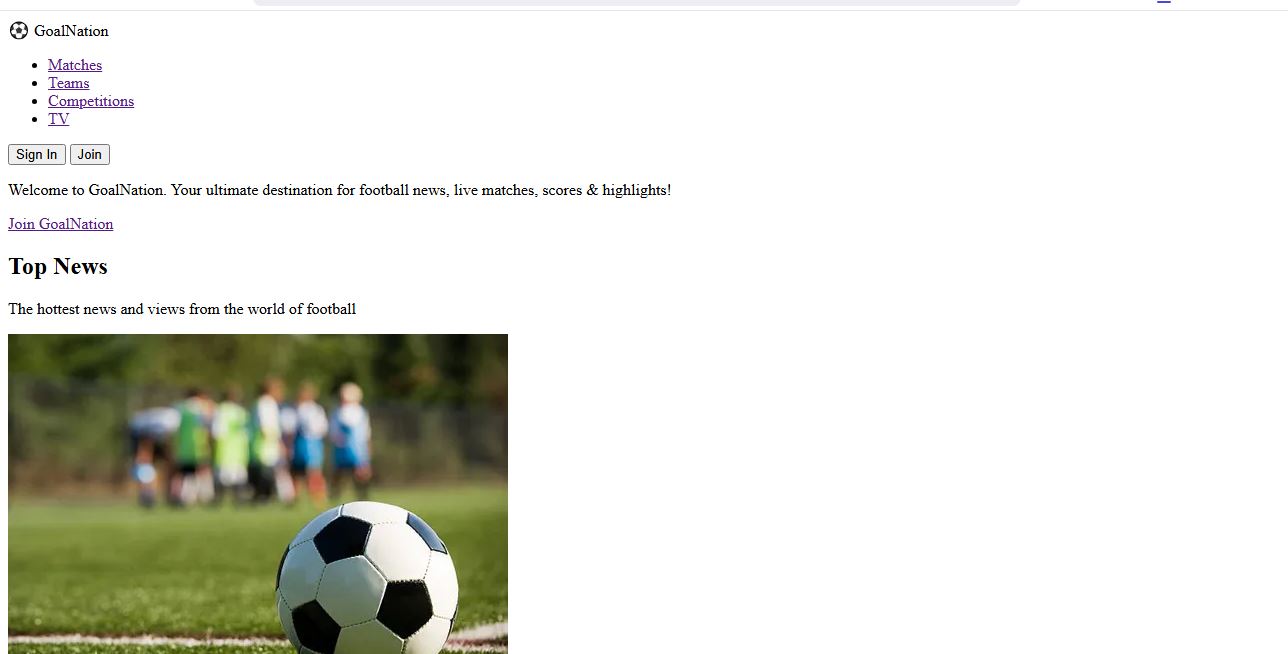 GoalNation
Matches
Teams
Competitions
TV
Sign In Join
Welcome to GoalNation. Your ultimate destination for football news, live matches, scores & highlights!
Join GoalNation
Top News
The hottest news and views from the world of football